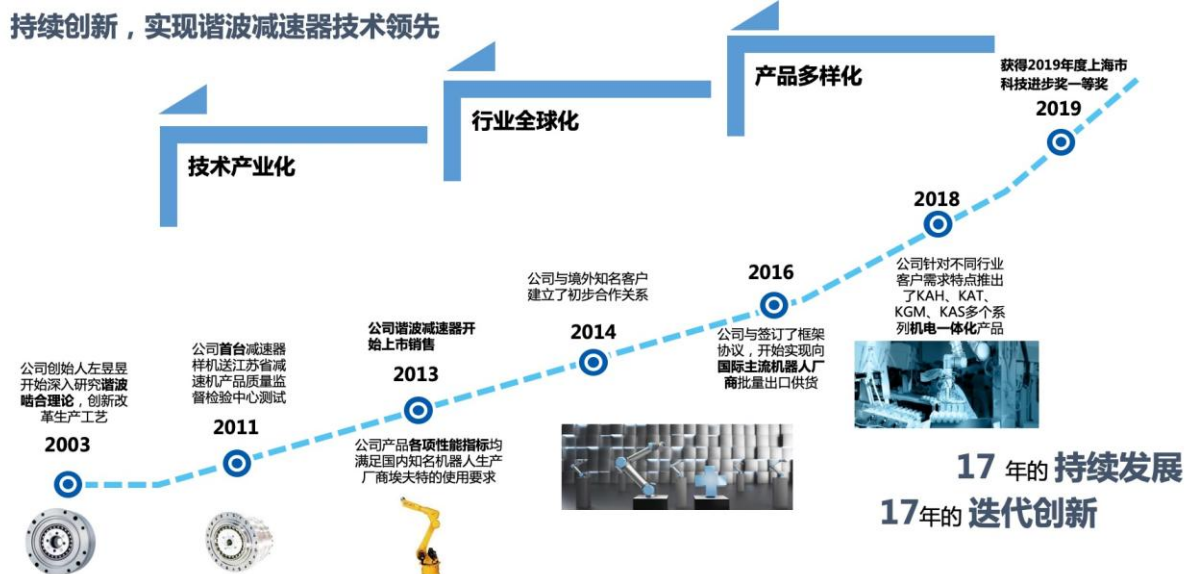 持续创新，实现谐波减速器技术领先
技术产业化
行业全球化
产品多样化
公司创始人左昱昱
开始深入研究谐波
啮合理论，创新改
革生产工艺
2003
公司首台减速器
样机送江苏省减
速机产品质量监
督检验中心测试
2011
公司谐波减速器开
始上市销售
2013
公司产品各项性能指标均
满足国内知名机器人生产
厂商埃夫特的使用要求
公司与境外知名客户
建立了初步合作关系
2014
2016
公司与签订了框架
协议，开始实现向
国际主流机器人厂
商批量出口供货
2018
公司针对不同行业
客户需求特点推出
了KAH、KAT、
KGM、KAS多个系
列机电一体化产品
获得2019年度上海市
科技进步奖一等奖
2019
17 年的 持续发展
17年的 迭代创新